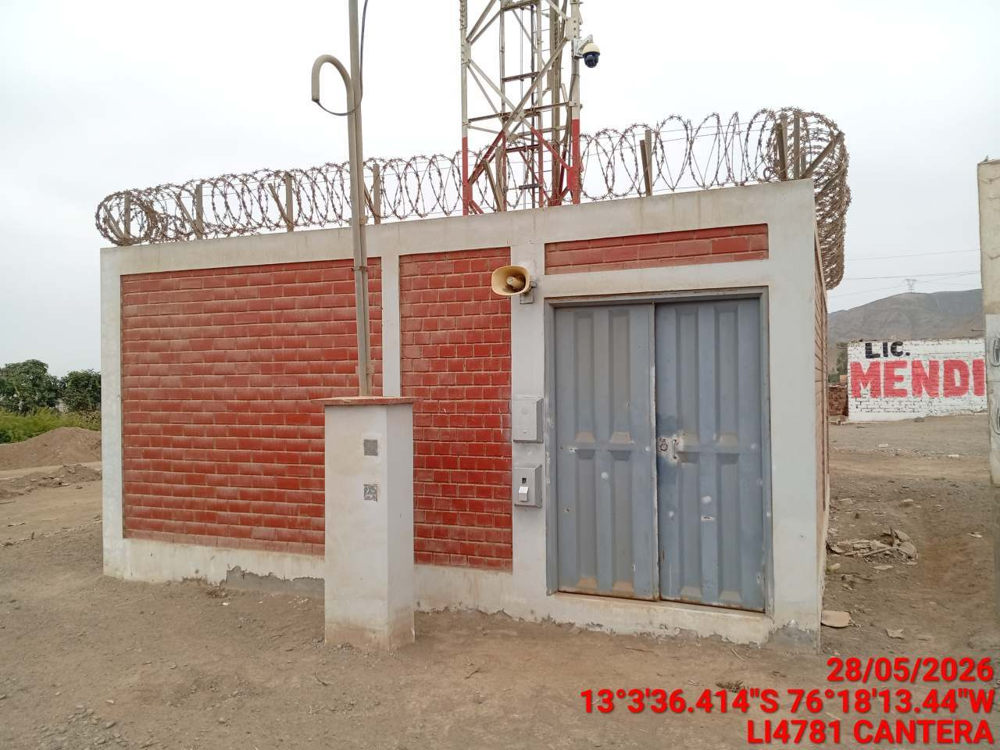 LIC.
MENDI
28/05/2026
13°3'36.414"S 76°18'13.44"W
LI4781 CANTERA